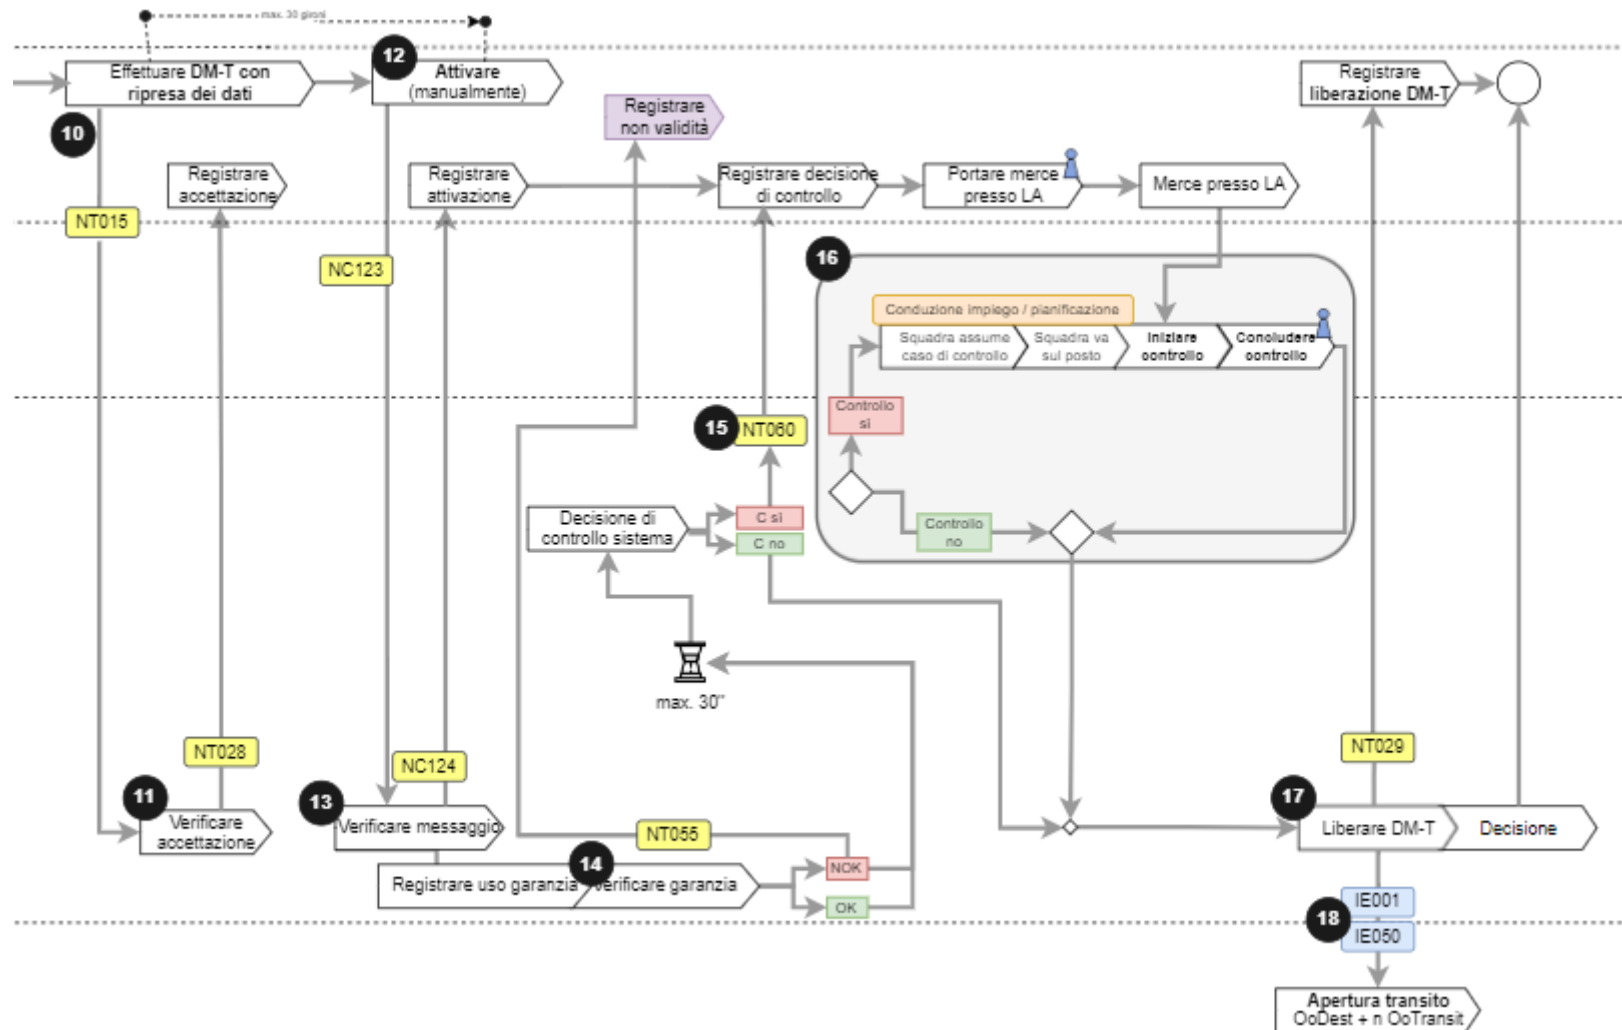 max. 30 gironi
12
Effettuare DM-T con
ripresa dei dati
Attivare
(manualmente)
Registrare
liberazione DM-T
10
Registrare
non validità
Registrare
accettazione
Registrare
attivazione
Registrare decisione
di controllo
Portare merce
presso LA
Merce presso LA
NT015
NC123
16
Conduzione impiego / pianificazione
Squadra assume
caso di controllo
Squadra va
sul posto
Iniziare
controllo
Concludere
controllo
Controllo
sì
15
NT060
Decisione di
controllo sistema
C sì
C no
Controllo
no
max. 30"
NT028
NC124
NT029
11
13
17
Verificare
accettazione
Verificare messaggio
NT055
Liberare DM-T
Decisione
14
Registrare uso garanzia
Verificare garanzia
NOK
OK
IE001
18
IE050
Apertura transito
OoDest + n OoTransit